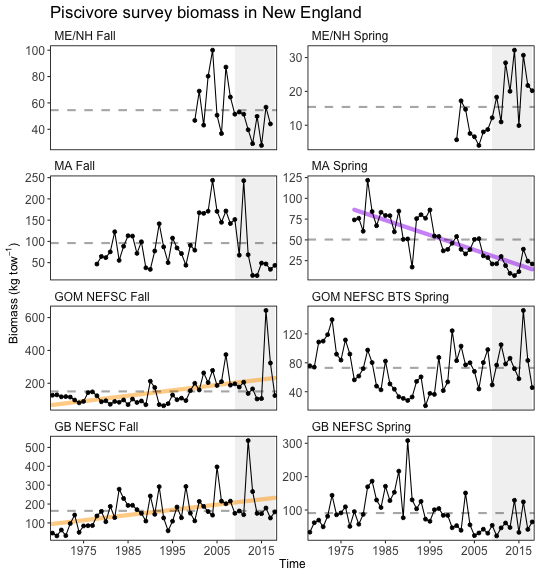 Piscivore survey biomass in New England
ME/NH Fall
ME/NH Spring
100
80
60
40
30
20
10
MA Fall
MA Spring
250
200
150
100
50
125
100
75
50
25
GOM NEFSC Fall
GOM NEFSC BTS Spring
600
400
200
120
80
40
GB NEFSC Fall
GB NEFSC Spring
500
400
300
200
100
300
200
100
0
1975 1985 1995 2005 2015
1975 1985 1995 2005 2015
Time
Biomass (kg tow⁻¹)